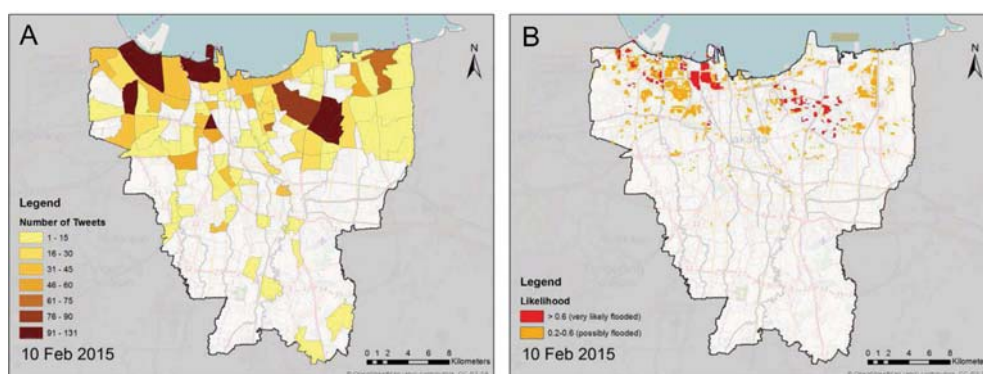 A
N
Legend
Number of Tweets
1 - 15
16 - 30
31 - 45
46 - 60
61 - 75
76 - 90
91 - 131
10 Feb 2015
0 1 2 4 6 8
Kilometers
B
N
Legend
Likelihood
> 0.6 (very likely flooded)
0.2-0.6 (possibly flooded)
10 Feb 2015
0 1 2 4 6 8
Kilometers